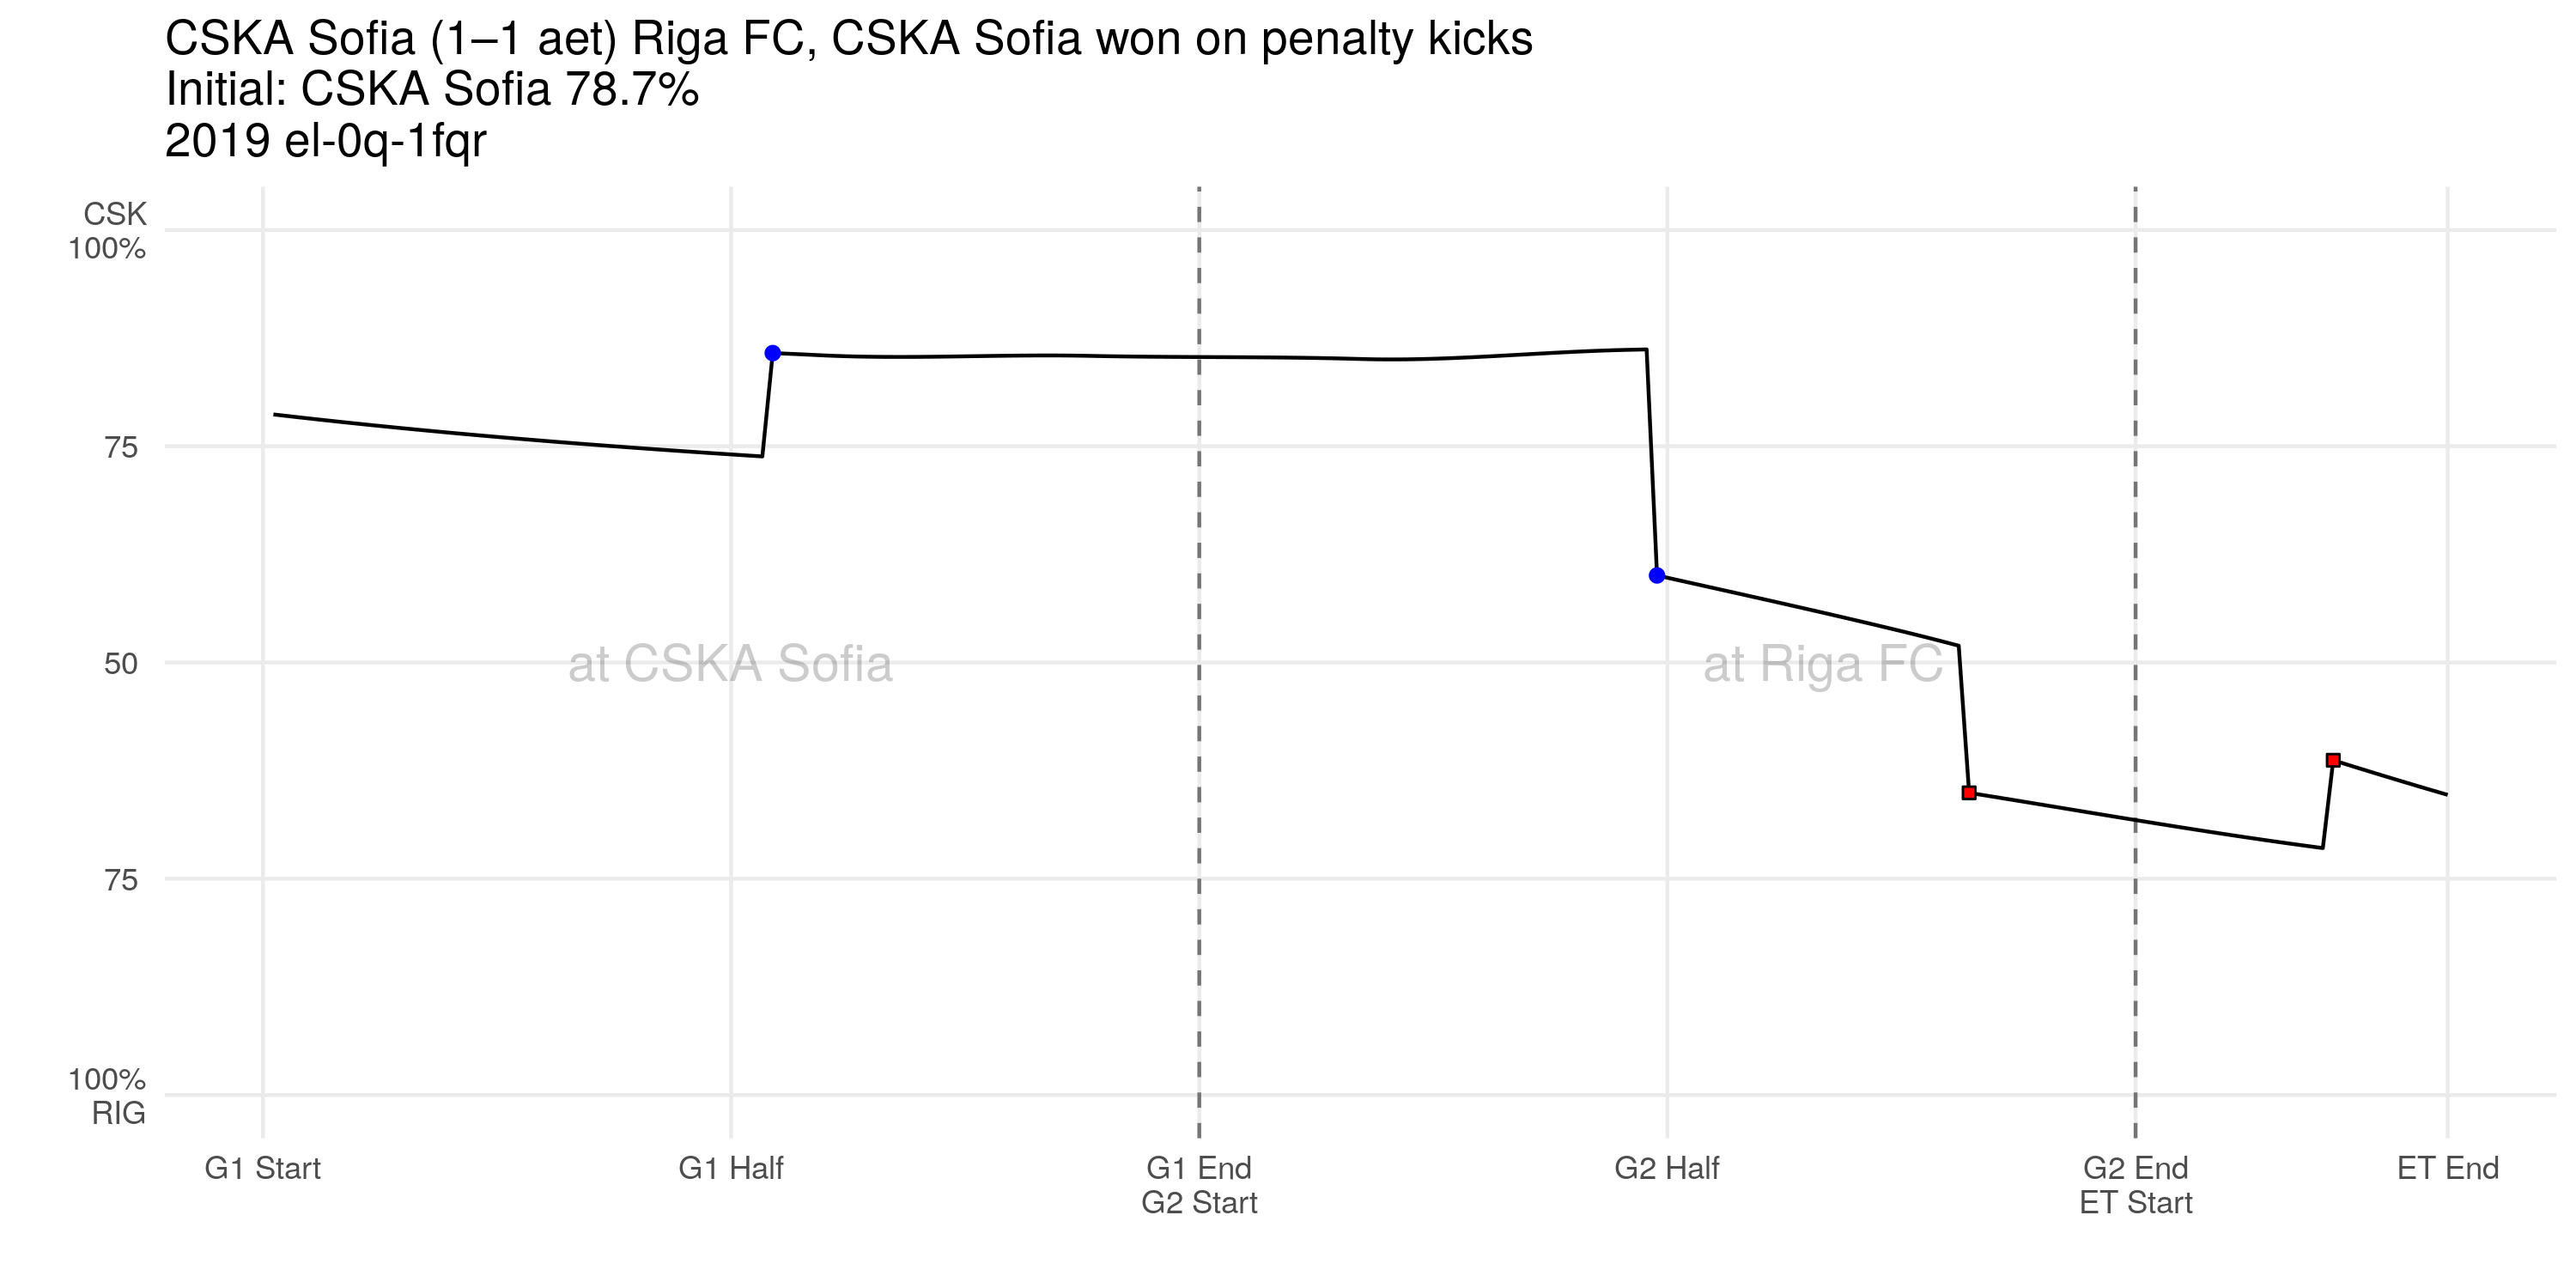 CSKA Sofia (1–1 aet) Riga FC, CSKA Sofia won on penalty kicks
Initial: CSKA Sofia 78.7%
2019 el-0q-1fqr
CSK
100%
75
50
75
100%
RIG
at CSKA Sofia
at Riga FC
G1 Start
G1 Half
G1 End
G2 Start
G2 Half
G2 End
ET Start
ET End